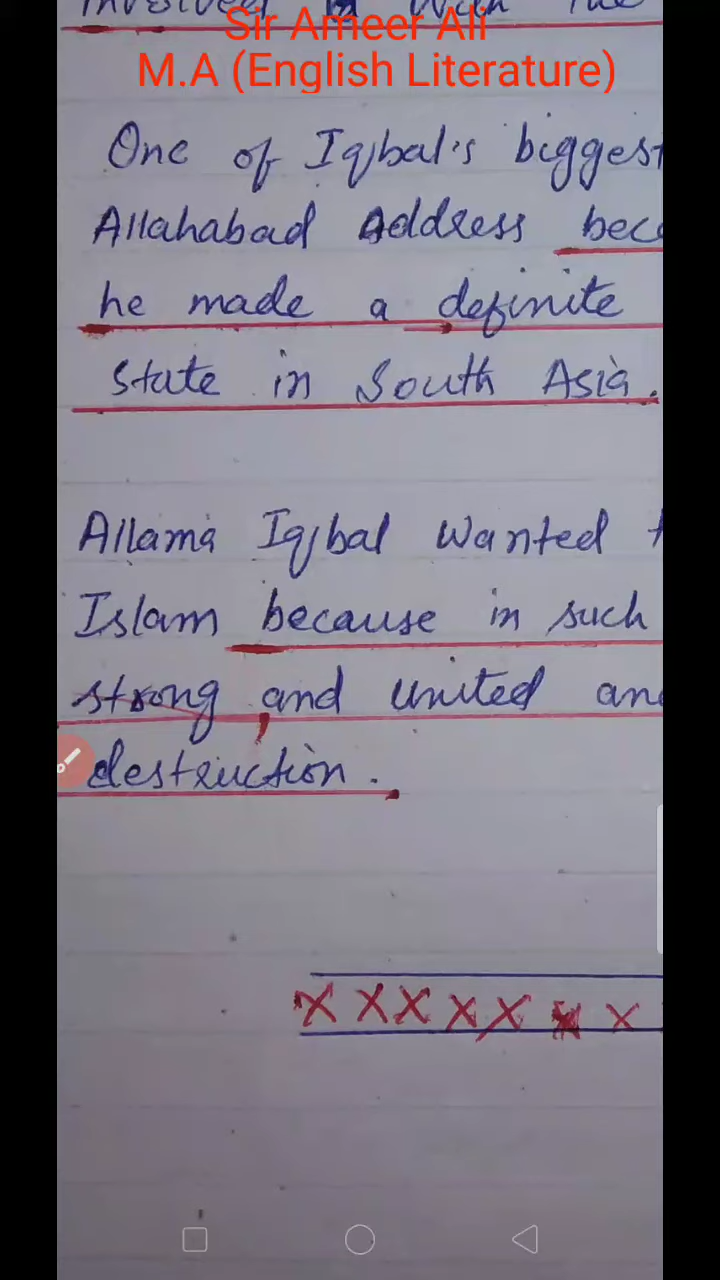 Sir Ameer Ali
M.A (English Literature)
One of Iqbal's biggest
Allahabad Address
he made a definite
state in South Asia.
Allama Iqbal wanted
Islam because in such
strong, and united
destruction.
X X X X X X X